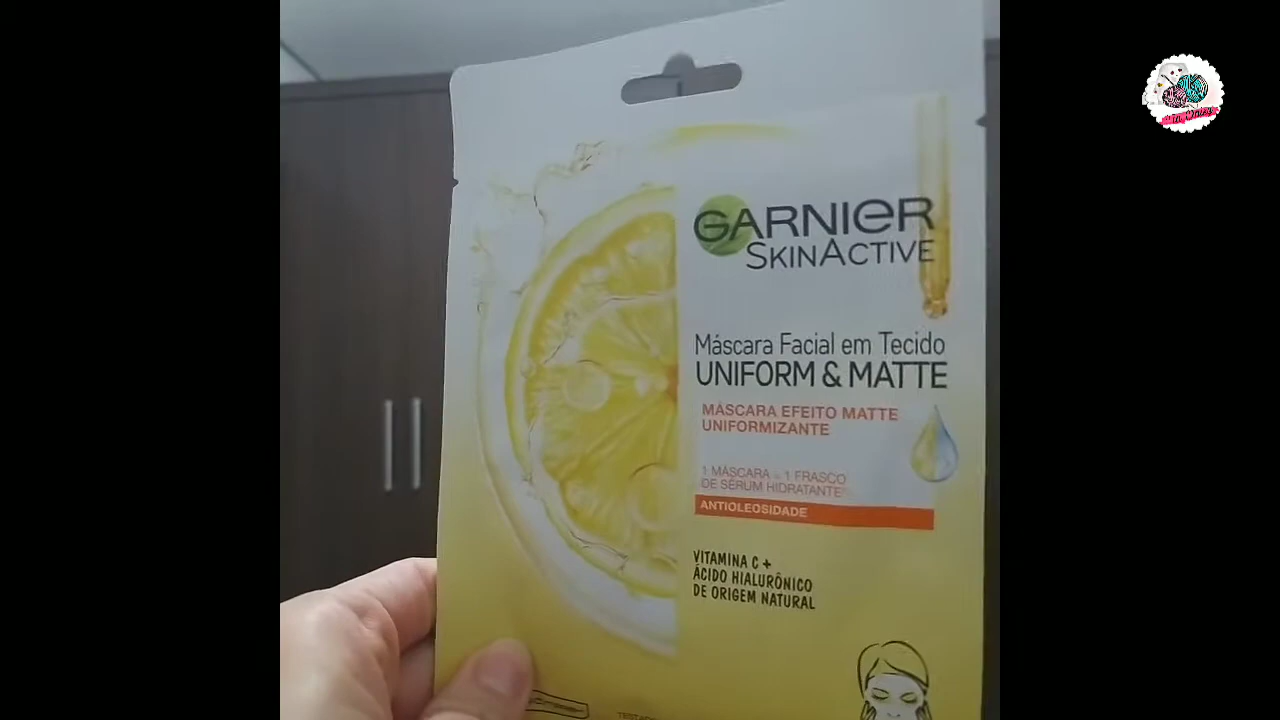 GARNIER
SKINACTIVE
Máscara Facial em Tecido
UNIFORM & MATTE
MÁSCARA EFEITO MATTE
UNIFORMIZANTE
1 MÁSCARA = 1 FRASCO
DE SÉRUM HIDRATANTE
ANTIOLEOSIDADE
VITAMINA C +
ÁCIDO HIALURÔNICO
DE ORIGEM NATURAL